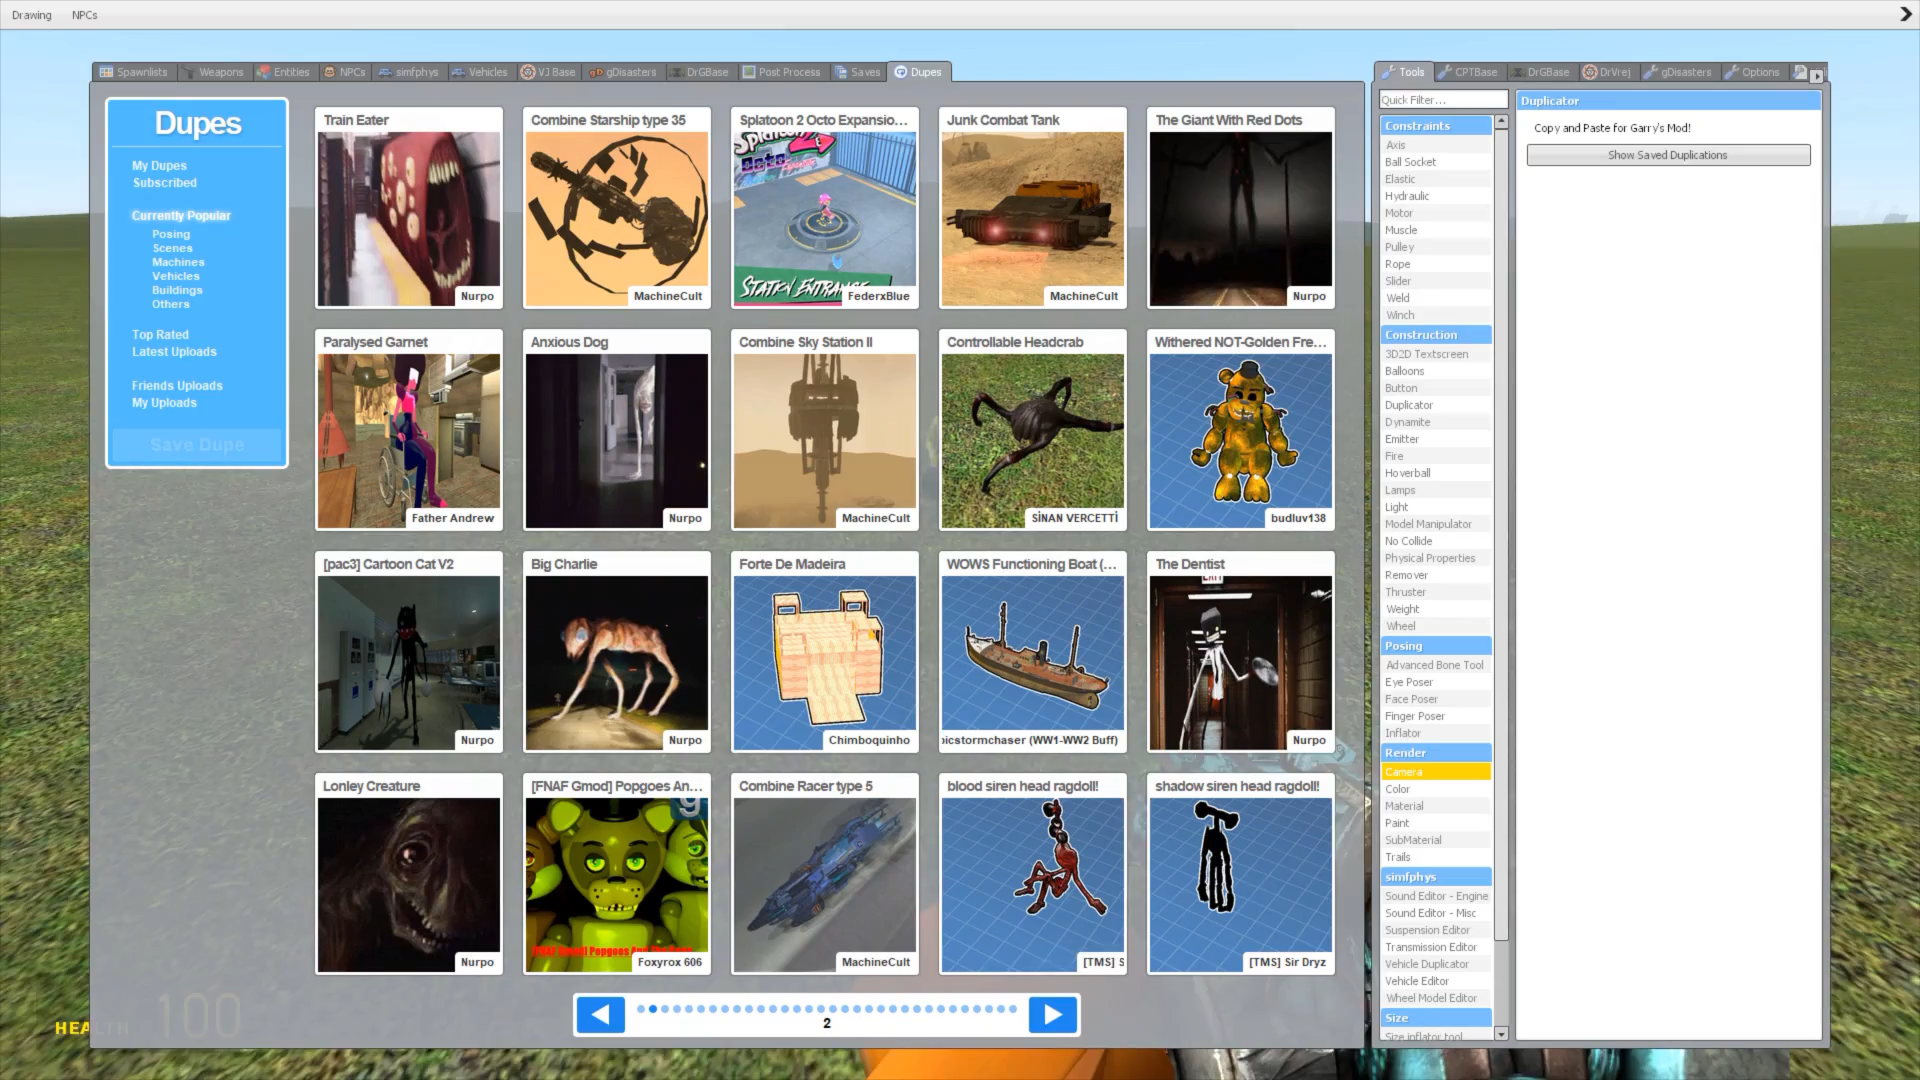 Drawing NPCs
Spawnlists Weapons Entities NPCs simfphys Vehicles VJ Base gDisasters DrGBase Post Process Saves Dupes
Dupes
My Dupes
Subscribed
Currently Popular
Posing
Scenes
Machines
Vehicles
Buildings
Others
Top Rated
Latest Uploads
Friends Uploads
My Uploads
Save Dupe
Train Eater
Nurpo
Combine Starship type 35
MachineCult
Splatoon 2 Octo Expansio...
FederxBlue
Junk Combat Tank
MachineCult
The Giant With Red Dots
Nurpo
Paralysed Garnet
Father Andrew
Anxious Dog
Nurpo
Combine Sky Station II
MachineCult
Controllable Headcrab
SİNAN VERCETTİ
Withered NOT-Golden Fre...
budluv138
[pac3] Cartoon Cat V2
Nurpo
Big Charlie
Nurpo
Forte De Madeira
Chimboquinho
WOWS Functioning Boat (...
picstormchaser (WW1-WW2 Buff)
The Dentist
EXIT
Nurpo
Lonley Creature
Nurpo
[FNAF Gmod] Popgoes An...
Foxyrox 606
Combine Racer type 5
MachineCult
blood siren head ragdoll!
[TMS] S
shadow siren head ragdoll!
[TMS] Sir Dryz
2
HEALTH 100
Tools CPTBase DrGBase DrVrej gDisasters Options
Quick Filter...
Constraints
Axis
Ball Socket
Elastic
Hydraulic
Motor
Muscle
Pulley
Rope
Slider
Weld
Winch
Construction
3D2D Textscreen
Balloons
Button
Duplicator
Dynamite
Emitter
Fire
Hoverball
Lamps
Light
Model Manipulator
No Collide
Physical Properties
Remover
Thruster
Weight
Wheel
Posing
Advanced Bone Tool
Eye Poser
Face Poser
Finger Poser
Inflator
Render
Camera
Color
Material
Paint
SubMaterial
Trails
simfphys
Sound Editor - Engine
Sound Editor - Misc
Suspension Editor
Transmission Editor
Vehicle Duplicator
Vehicle Editor
Wheel Model Editor
Size
Size inflator tool
Duplicator
Copy and Paste for Garry's Mod!
Show Saved Duplications